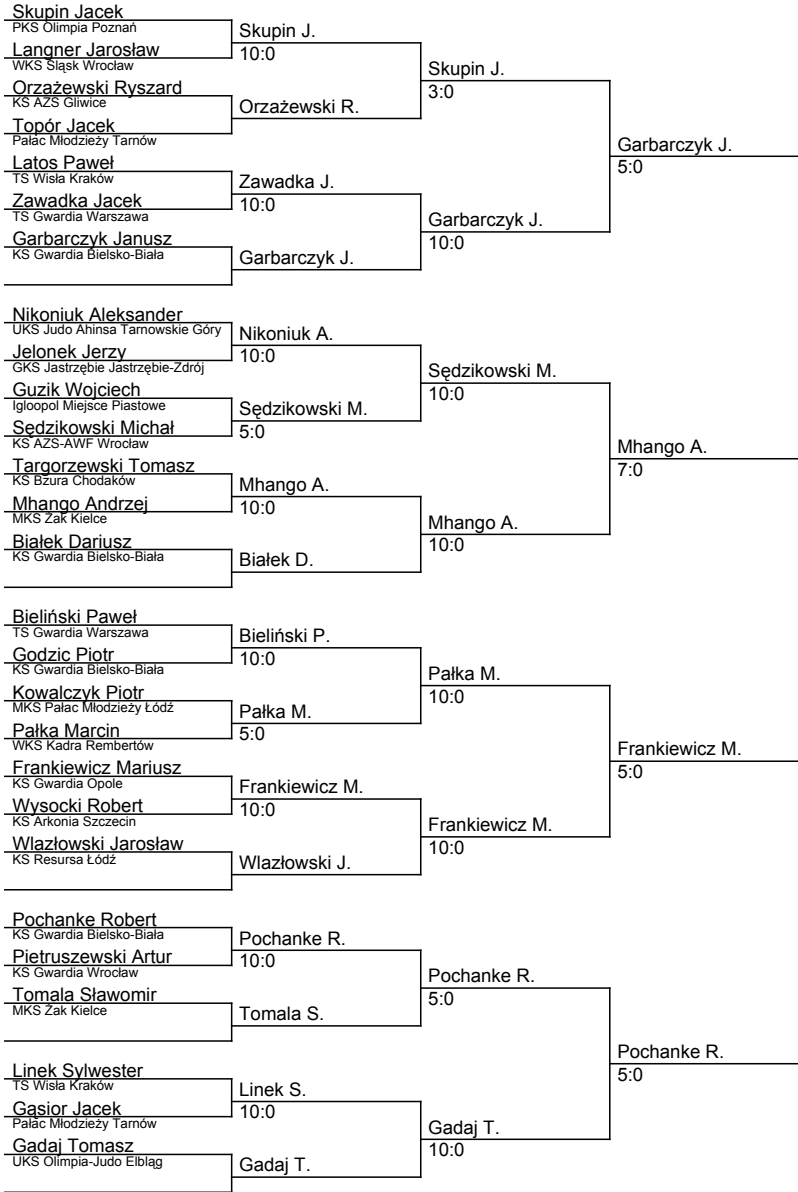 Skupin Jacek
PKS Olimpia Poznań
Langner Jarosław
WKS Śląsk Wrocław
Orzażewski Ryszard
KS AZS Gliwice
Topór Jacek
Pałac Młodzieży Tarnów
Latos Paweł
TS Wisła Kraków
Zawadka Jacek
TS Gwardia Warszawa
Garbarczyk Janusz
KS Gwardia Bielsko-Biała
Skupin J.
10:0
Orzażewski R.
Zawadka J.
10:0
Garbarczyk J.
Skupin J.
3:0
Garbarczyk J.
10:0
Garbarczyk J.
5:0
Nikoniuk Aleksander
UKS Judo Ahinsa Tarnowskie Góry
Jelonek Jerzy
GKS Jastrzębie Jastrzębie-Zdrój
Guzik Wojciech
Igloopol Miejsce Piastowe
Sędzikowski Michał
KS AZS-AWF Wrocław
Targorzewski Tomasz
KS Bzura Chodaków
Mhango Andrzej
MKS Żak Kielce
Białek Dariusz
KS Gwardia Bielsko-Biała
Nikoniuk A.
10:0
Sędzikowski M.
5:0
Mhango A.
10:0
Białek D.
Sędzikowski M.
10:0
Mhango A.
10:0
Mhango A.
7:0
Bieliński Paweł
TS Gwardia Warszawa
Godzic Piotr
KS Gwardia Bielsko-Biała
Kowalczyk Piotr
MKS Pałac Młodzieży Łódź
Pałka Marcin
WKS Kadra Rembertów
Frankiewicz Mariusz
KS Gwardia Opole
Wysocki Robert
KS Arkonia Szczecin
Wlazłowski Jarosław
KS Resursa Łódź
Bieliński P.
10:0
Pałka M.
5:0
Frankiewicz M.
10:0
Wlazłowski J.
Pałka M.
10:0
Frankiewicz M.
10:0
Frankiewicz M.
5:0
Pochanke Robert
KS Gwardia Bielsko-Biała
Pietruszewski Artur
KS Gwardia Wrocław
Tomala Sławomir
MKS Żak Kielce
Linek Sylwester
TS Wisła Kraków
Gąsior Jacek
Pałac Młodzieży Tarnów
Gadaj Tomasz
UKS Olimpia-Judo Elbląg
Pochanke R.
10:0
Tomala S.
Linek S.
10:0
Gadaj T.
Pochanke R.
5:0
Gadaj T.
10:0
Pochanke R.
5:0